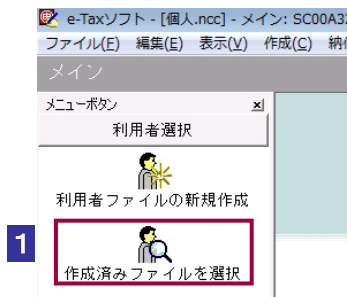 e-Taxソフト - [個人.ncc] - メイン: SC00A32
ファイル(F) 編集(E) 表示(V) 作成(C) 納付
メイン
メニューボタン
利用者選択
利用者ファイルの新規作成
1
作成済みファイルを選択